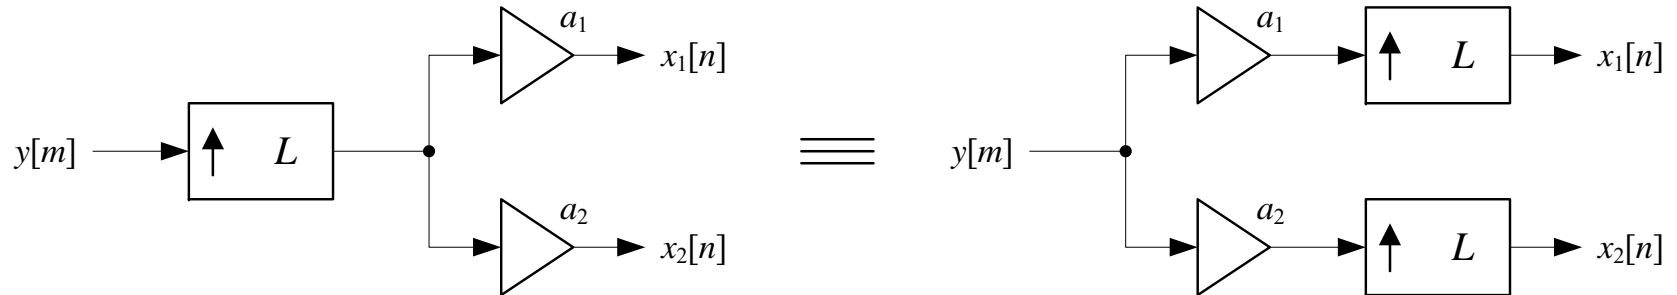 a₁
x₁[n]
y[m]
↑ L
a₂
x₂[n]
≡
y[m]
a₁
↑ L
x₁[n]
a₂
↑ L
x₂[n]